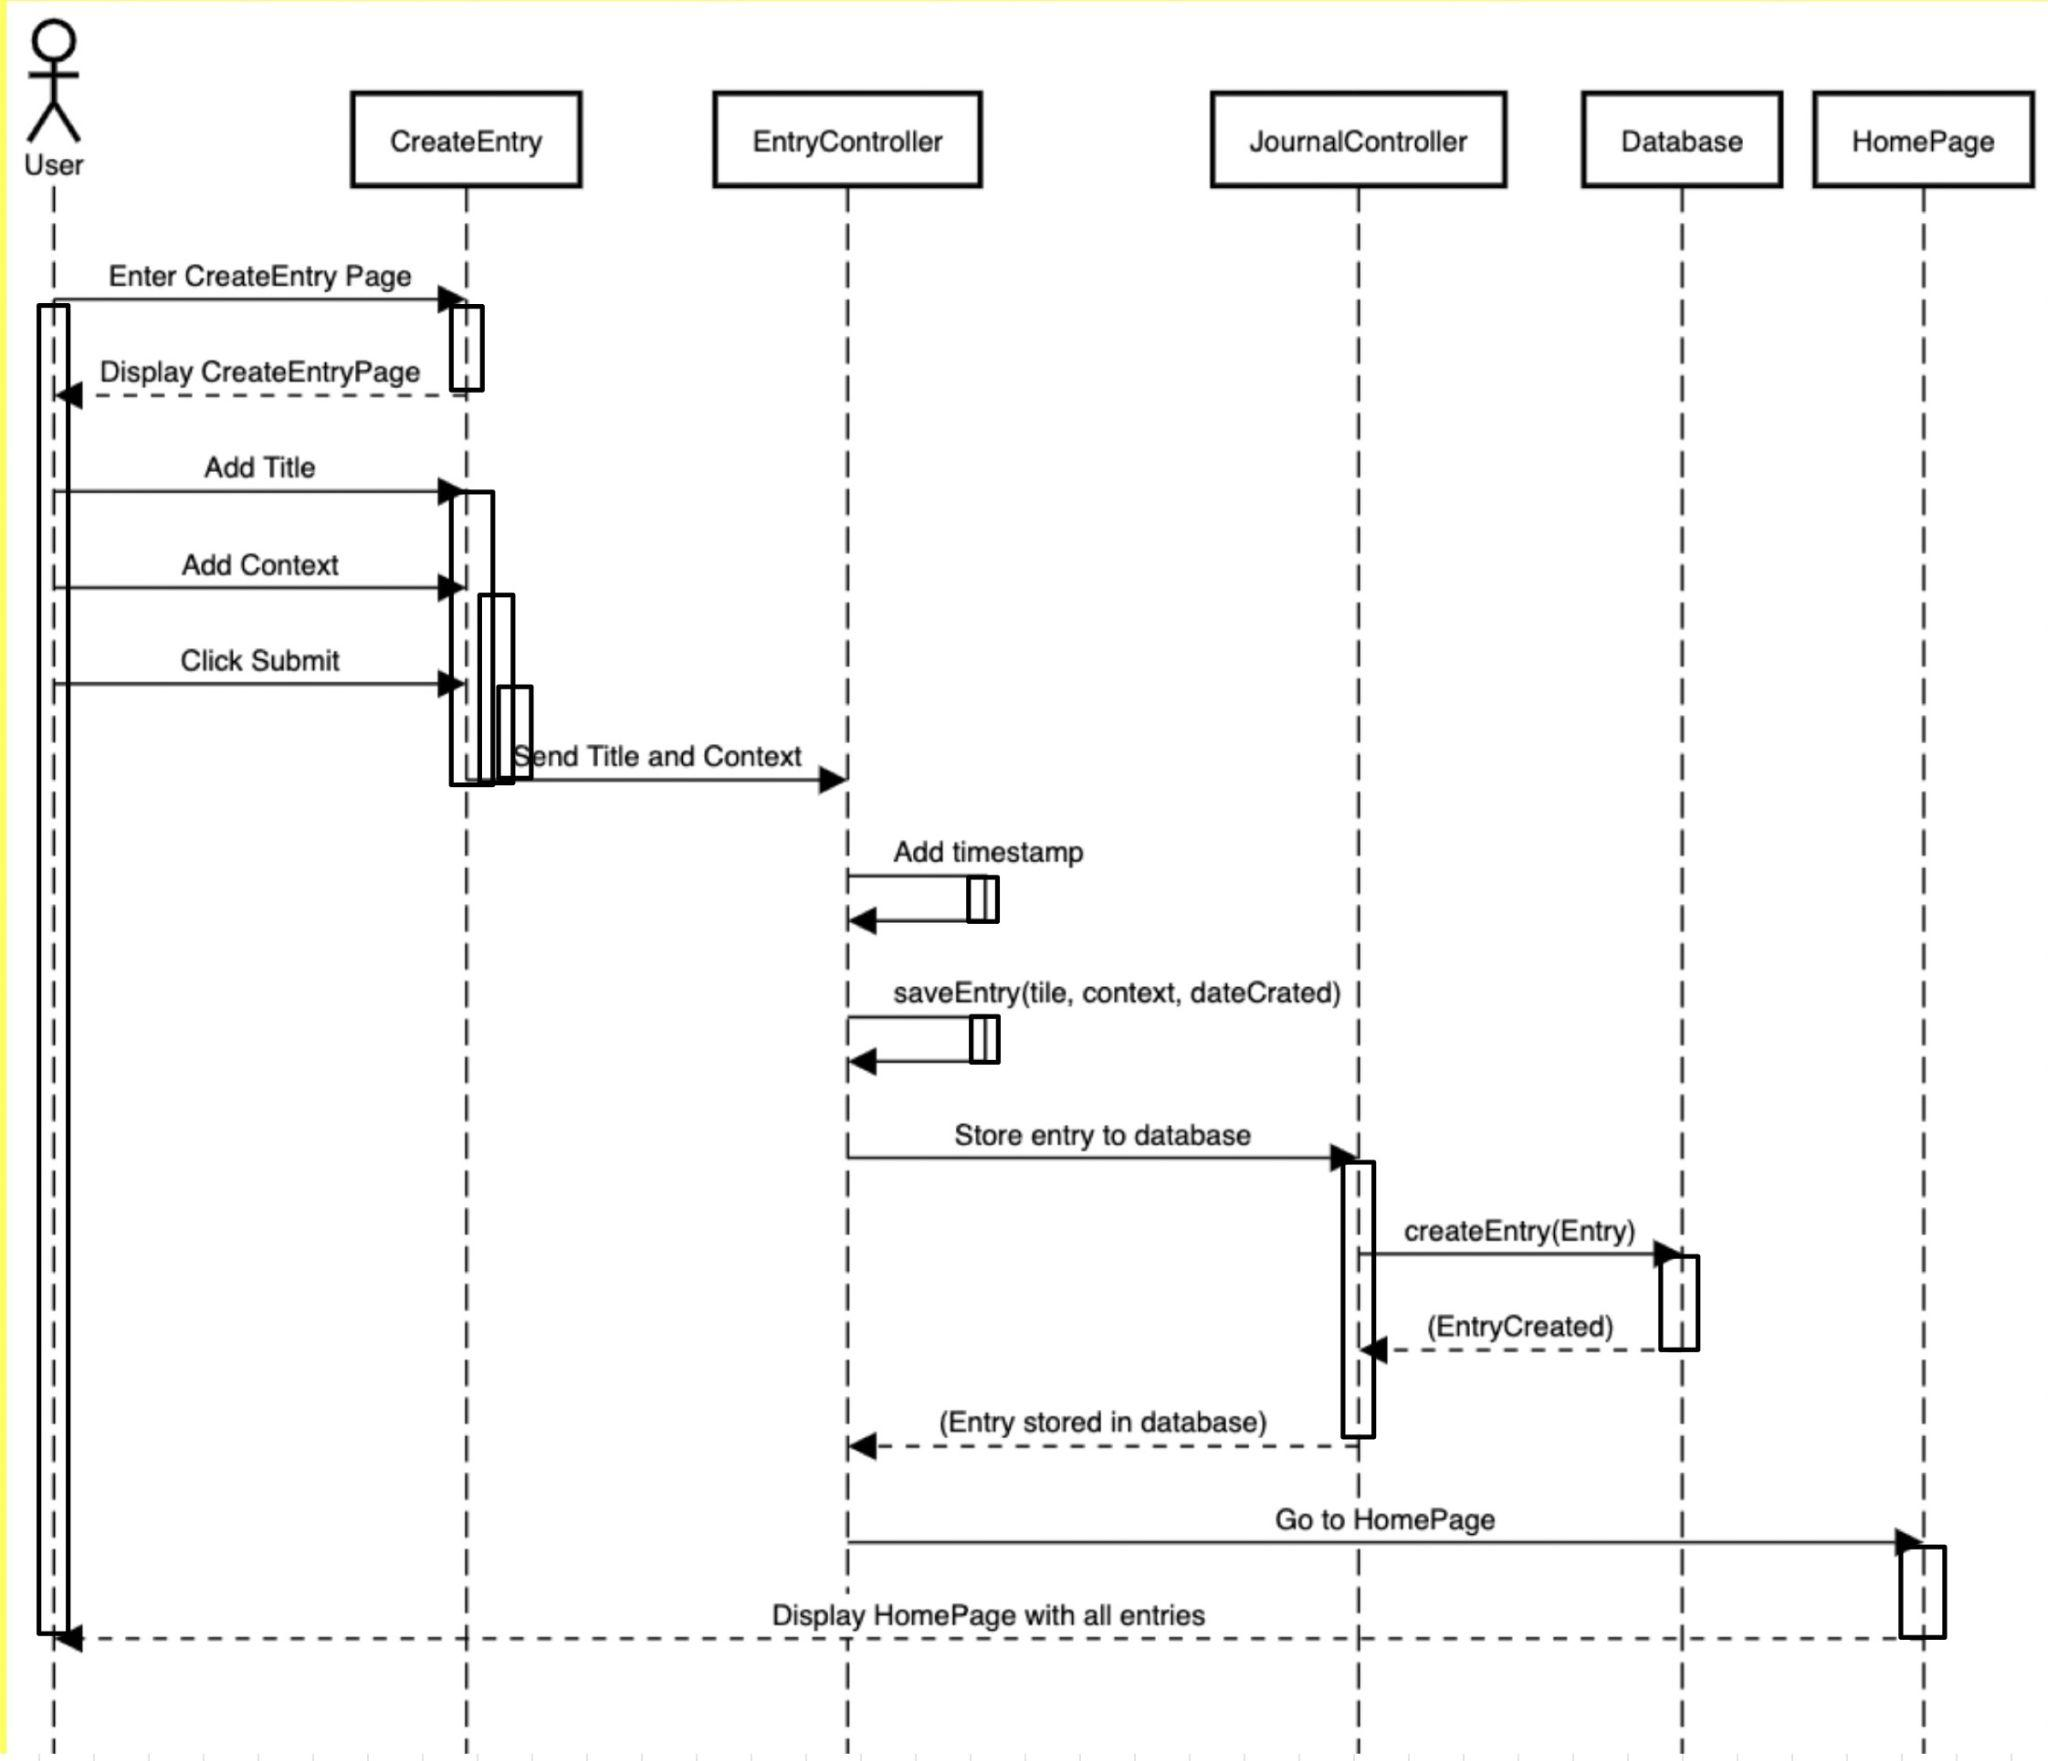 User
CreateEntry
EntryController
JournalController
Database
HomePage
Enter CreateEntry Page
Display CreateEntryPage
Add Title
Add Context
Click Submit
Send Title and Context
Add timestamp
saveEntry(tile, context, dateCrated)
Store entry to database
createEntry(Entry)
(EntryCreated)
(Entry stored in database)
Go to HomePage
Display HomePage with all entries